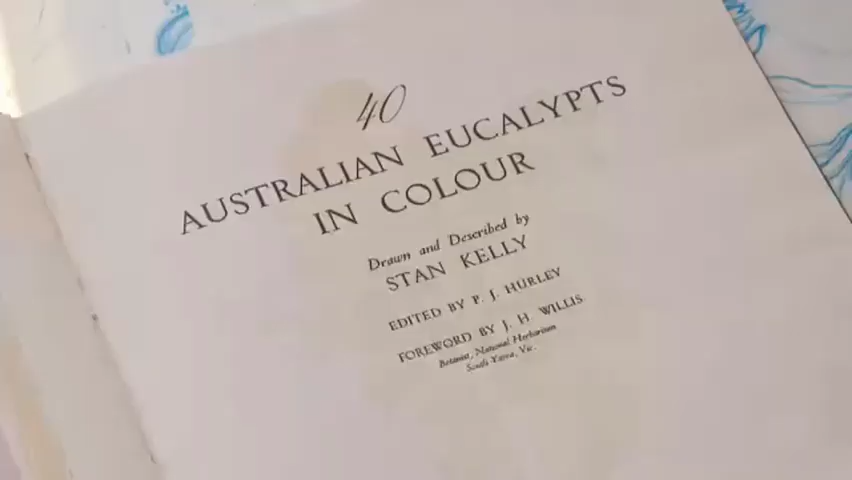 40
AUSTRALIAN EUCALYPTS
IN COLOUR
Drawn and Described by
STAN KELLY
EDITED BY P. J. HURLEY
FOREWORD BY J. H. WILLIS
Botanist, National Herbarium
South Yarra, Vic.